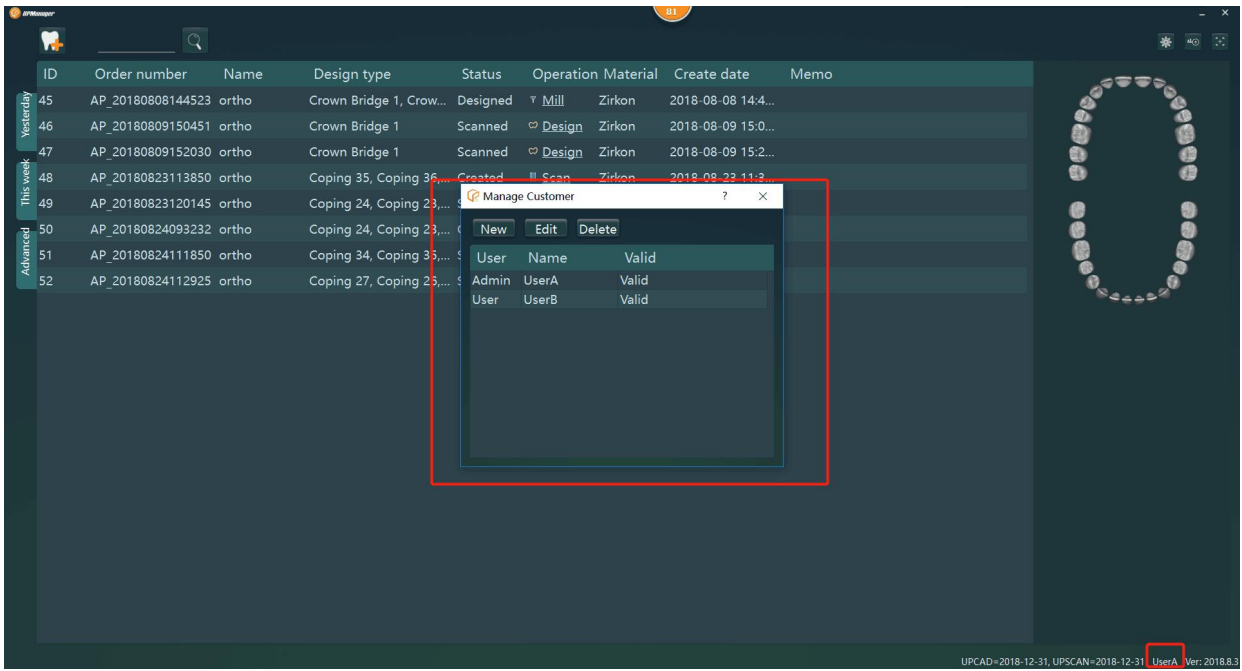 UPManager
81
ID Order number Name Design type Status Operation Material Create date Memo
Yesterday
This week
Advanced
45 AP_20180808144523 ortho Crown Bridge 1, Crow... Designed Mill Zirkon 2018-08-08 14:4...
46 AP_20180809150451 ortho Crown Bridge 1 Scanned Design Zirkon 2018-08-09 15:0...
47 AP_20180809152030 ortho Crown Bridge 1 Scanned Design Zirkon 2018-08-09 15:2...
48 AP_20180823113850 ortho Coping 35, Coping 36,... Created Scan Zirkon 2018-08-23 11:3...
49 AP_20180823120145 ortho Coping 24, Coping 23,...
50 AP_20180824093232 ortho Coping 24, Coping 23,...
51 AP_20180824111850 ortho Coping 34, Coping 35,...
52 AP_20180824112925 ortho Coping 27, Coping 26,...
Manage Customer ?
New Edit Delete
User Name Valid
Admin UserA Valid
User UserB Valid
UPCAD=2018-12-31, UPSCAN=2018-12-31 UserA Ver: 2018.8.3